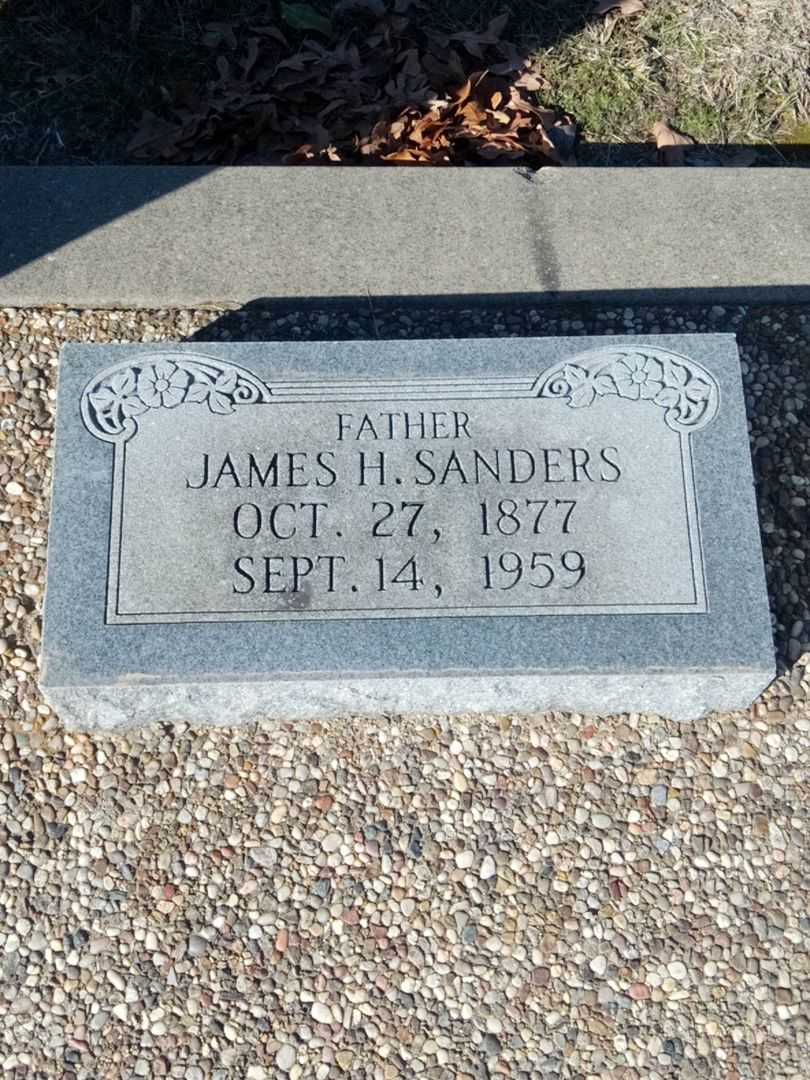 FATHER
JAMES H. SANDERS
OCT. 27, 1877
SEPT. 14, 1959